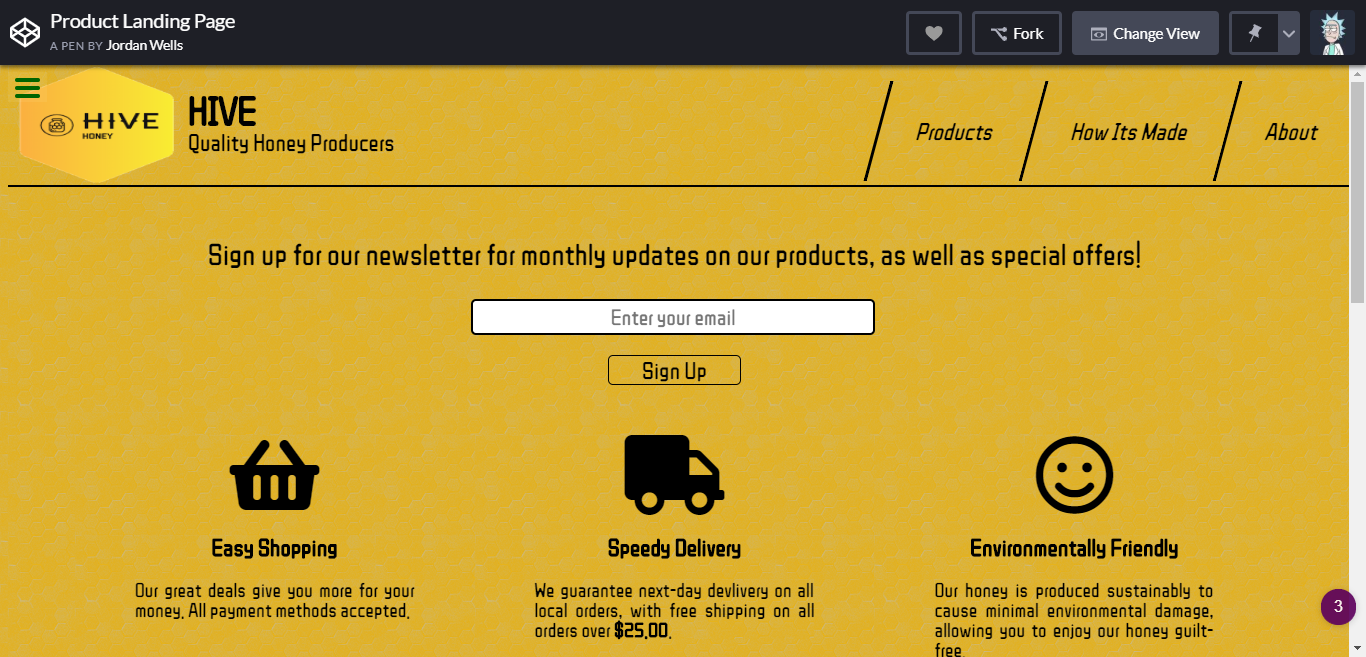 Product Landing Page
A PEN BY Jordan Wells
Fork
Change View
HIVE
HONEY
HIVE
Quality Honey Producers
Products
How Its Made
About
Sign up for our newsletter for monthly updates on our products, as well as special offers!
Enter your email
Sign Up
Easy Shopping
Our great deals give you more for your
money. All payment methods accepted.
Speedy Delivery
We guarantee next-day devlivery on all
local orders, with free shipping on all
orders over $25.00.
Environmentally Friendly
Our honey is produced sustainably to
cause minimal environmental damage,
allowing you to enjoy our honey guilt-
free.
3